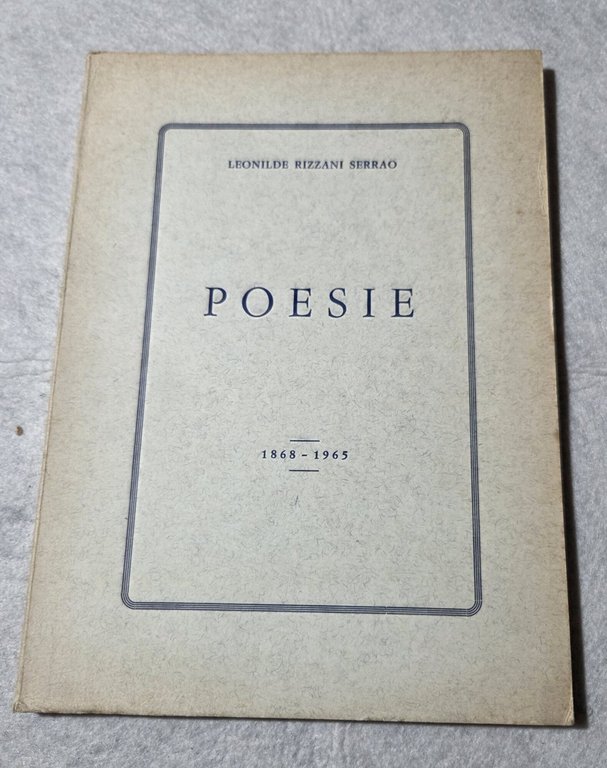 LEONILDE RIZZANI SERRAO
POESIE
1868 - 1965